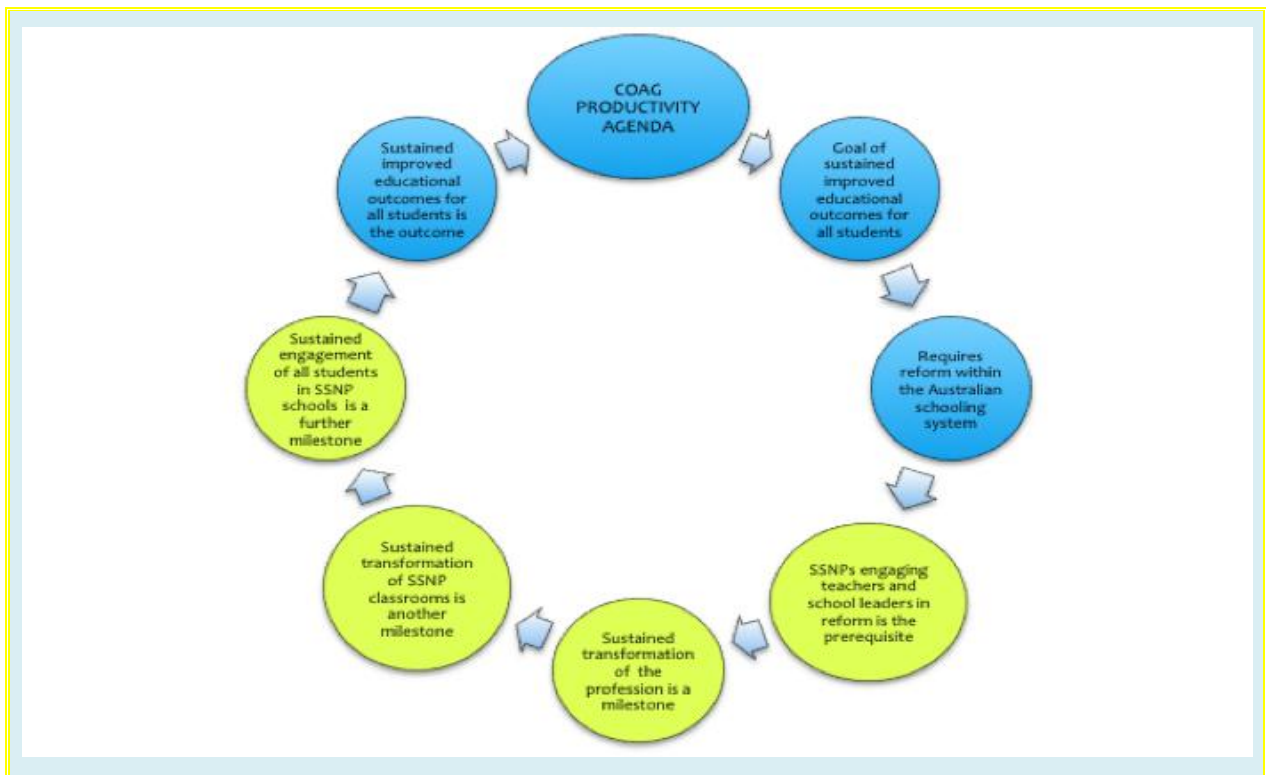 COAG
PRODUCTIVITY
AGENDA
Goal of
sustained
improved
educational
outcomes for
all students
Requires
reform within
the Australian
schooling
system
SSNPs engaging
teachers and
school leaders in
reform is the
prerequisite
Sustained
transformation
of the
profession is a
milestone
Sustained
transformation
of SSNP
classrooms is
another
milestone
Sustained
engagement
of all students
in SSNP
schools is a
further
milestone
Sustained
improved
educational
outcomes for
all students is
the outcome